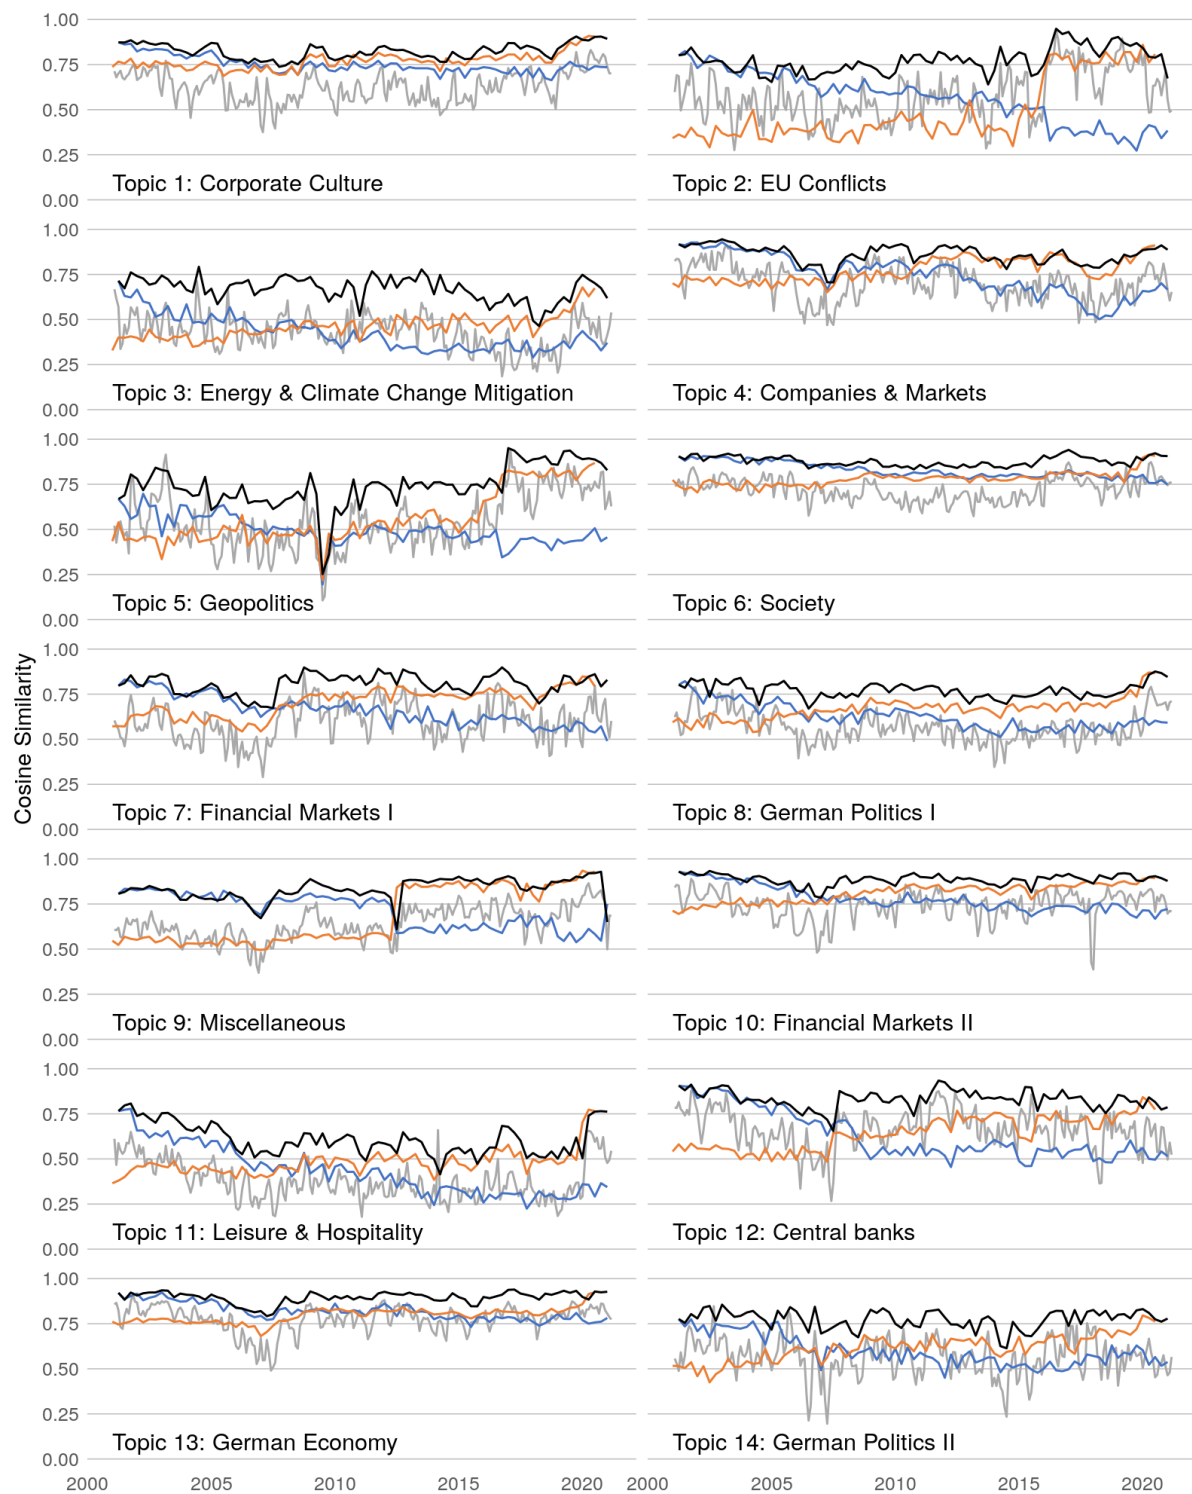 1.00
0.75
0.50
0.25
0.00
Topic 1: Corporate Culture
Topic 2: EU Conflicts
1.00
0.75
0.50
0.25
0.00
Topic 3: Energy & Climate Change Mitigation
Topic 4: Companies & Markets
1.00
0.75
0.50
0.25
0.00
Topic 5: Geopolitics
Topic 6: Society
Cosine Similarity
1.00
0.75
0.50
0.25
0.00
Topic 7: Financial Markets I
Topic 8: German Politics I
1.00
0.75
0.50
0.25
0.00
Topic 9: Miscellaneous
Topic 10: Financial Markets II
1.00
0.75
0.50
0.25
0.00
Topic 11: Leisure & Hospitality
Topic 12: Central banks
1.00
0.75
0.50
0.25
0.00
Topic 13: German Economy
Topic 14: German Politics II
2000 2005 2010 2015 2020 2000 2005 2010 2015 2020